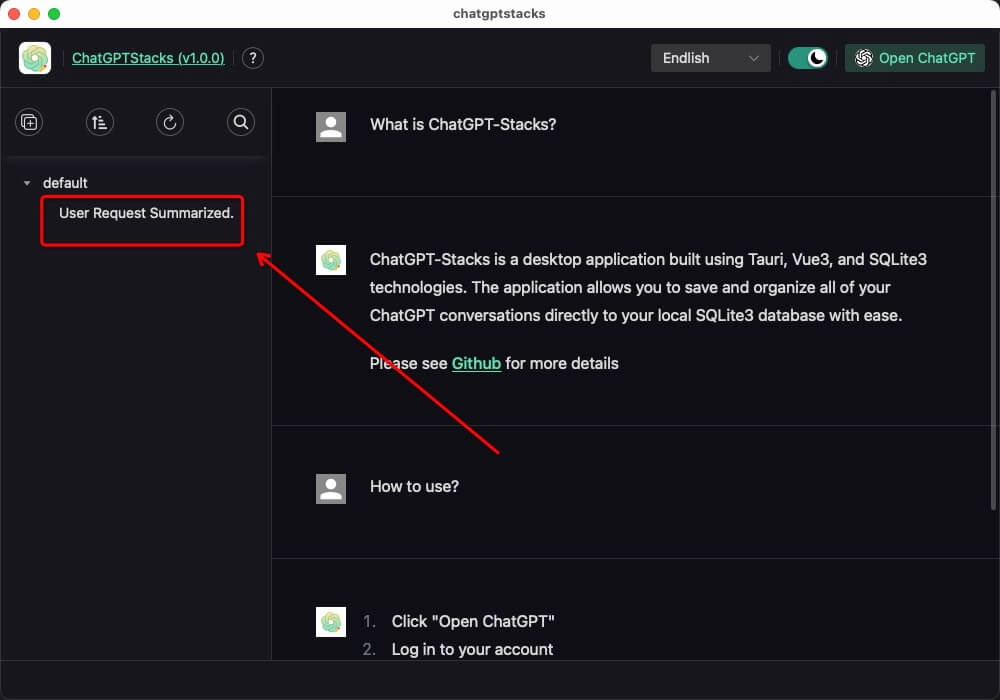 chatgptstacks
ChatGPTStacks (v1.0.0)
?
English
Open ChatGPT
default
User Request Summarized.
What is ChatGPT-Stacks?
ChatGPT-Stacks is a desktop application built using Tauri, Vue3, and SQLite3
technologies. The application allows you to save and organize all of your
ChatGPT conversations directly to your local SQLite3 database with ease.
Please see Github for more details
How to use?
1. Click "Open ChatGPT"
2. Log in to your account